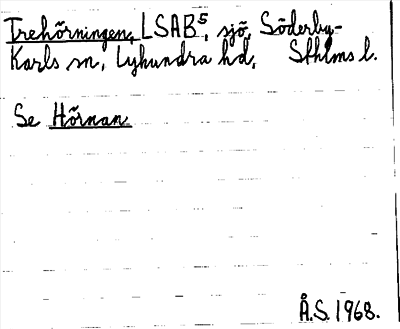 Trehörningen, LSAB5, sjö, Söderby-
Karls sn, Lyhundra hd, Sthlms l.
Se Hörnan
Å.S. 1968.